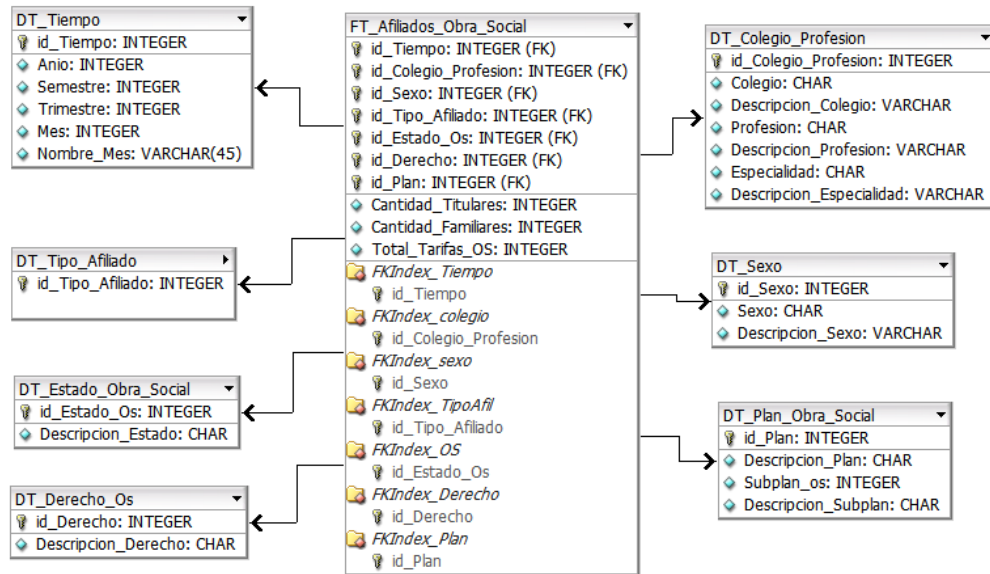 DT_Tiempo
id_Tiempo: INTEGER
Anio: INTEGER
Semestre: INTEGER
Trimestre: INTEGER
Mes: INTEGER
Nombre_Mes: VARCHAR(45)
DT_Tipo_Afiliado
id_Tipo_Afiliado: INTEGER
DT_Estado_Obra_Social
id_Estado_Os: INTEGER
Descripcion_Estado: CHAR
DT_Derecho_Os
id_Derecho: INTEGER
Descripcion_Derecho: CHAR
FT_Afiliados_Obra_Social
id_Tiempo: INTEGER (FK)
id_Colegio_Profesion: INTEGER (FK)
id_Sexo: INTEGER (FK)
id_Tipo_Afiliado: INTEGER (FK)
id_Estado_Os: INTEGER (FK)
id_Derecho: INTEGER (FK)
id_Plan: INTEGER (FK)
Cantidad_Titulares: INTEGER
Cantidad_Familiares: INTEGER
Total_Tarifas_OS: INTEGER
FKIndex_Tiempo
id_Tiempo
FKIndex_colegio
id_Colegio_Profesion
FKIndex_sexo
id_Sexo
FKIndex_TipoAfil
id_Tipo_Afiliado
FKIndex_OS
id_Estado_Os
FKIndex_Derecho
id_Derecho
FKIndex_Plan
id_Plan
DT_Colegio_Profesion
id_Colegio_Profesion: INTEGER
Colegio: CHAR
Descripcion_Colegio: VARCHAR
Profesion: CHAR
Descripcion_Profesion: VARCHAR
Especialidad: CHAR
Descripcion_Especialidad: VARCHAR
DT_Sexo
id_Sexo: INTEGER
Sexo: CHAR
Descripcion_Sexo: VARCHAR
DT_Plan_Obra_Social
id_Plan: INTEGER
Descripcion_Plan: CHAR
Subplan_os: INTEGER
Descripcion_Subplan: CHAR